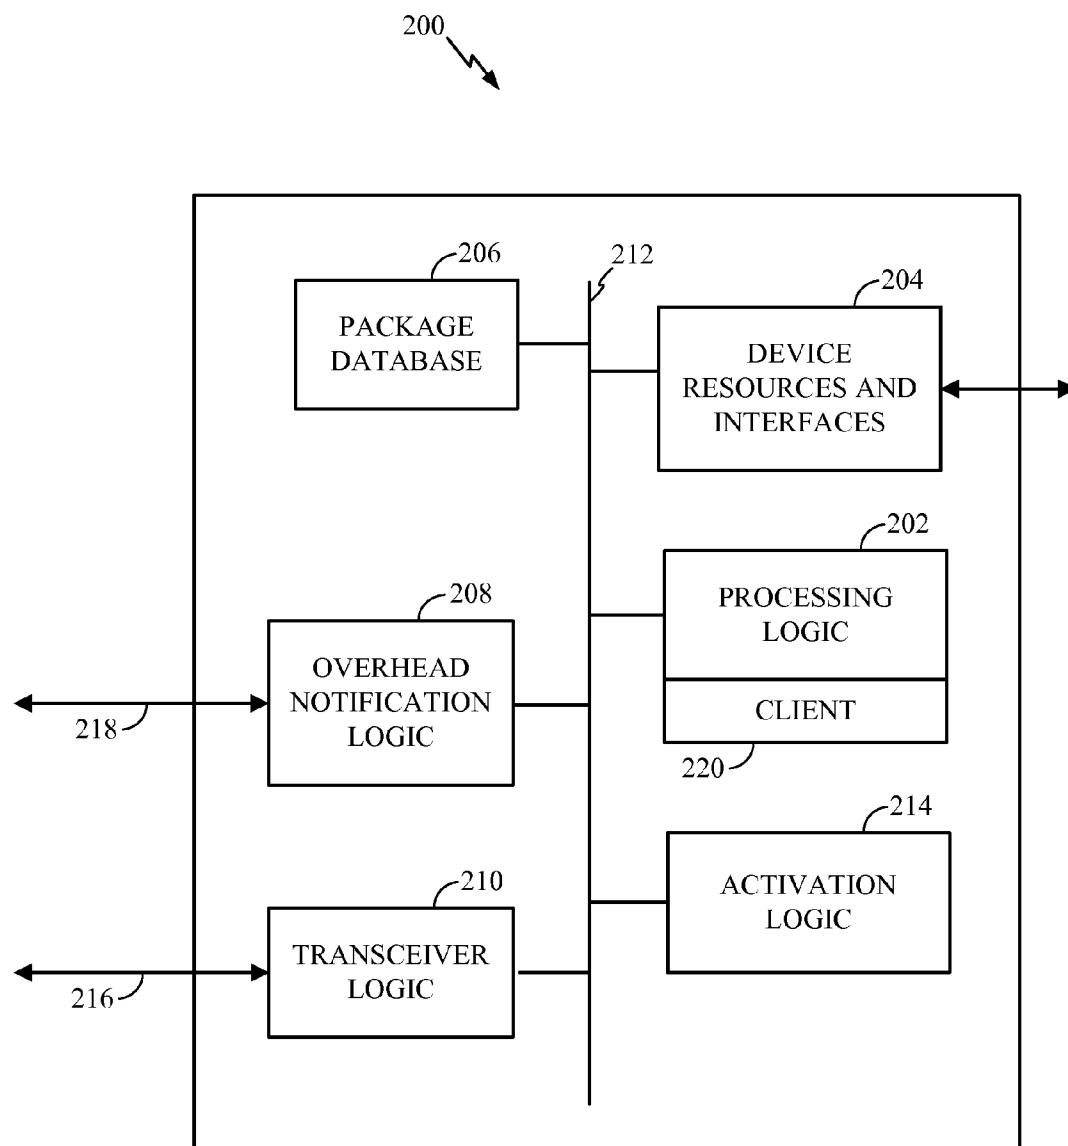 200
206
212
204
PACKAGE
DATABASE
DEVICE
RESOURCES AND
INTERFACES
202
PROCESSING
LOGIC
CLIENT
220
208
OVERHEAD
NOTIFICATION
LOGIC
218
214
ACTIVATION
LOGIC
210
TRANSCEIVER
LOGIC
216